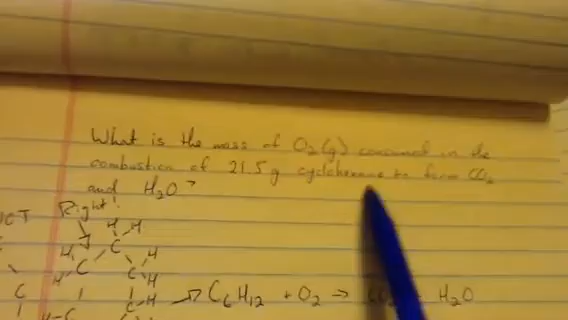 What is the mass of O₂(g) consumed in the
combustion of 21.5 g cyclohexane to form CO₂
and H₂O?
Right!
H H
C
H C H
H C H
C C-H
H-C C H
→ C₆H₁₂ + O₂ → H₂O